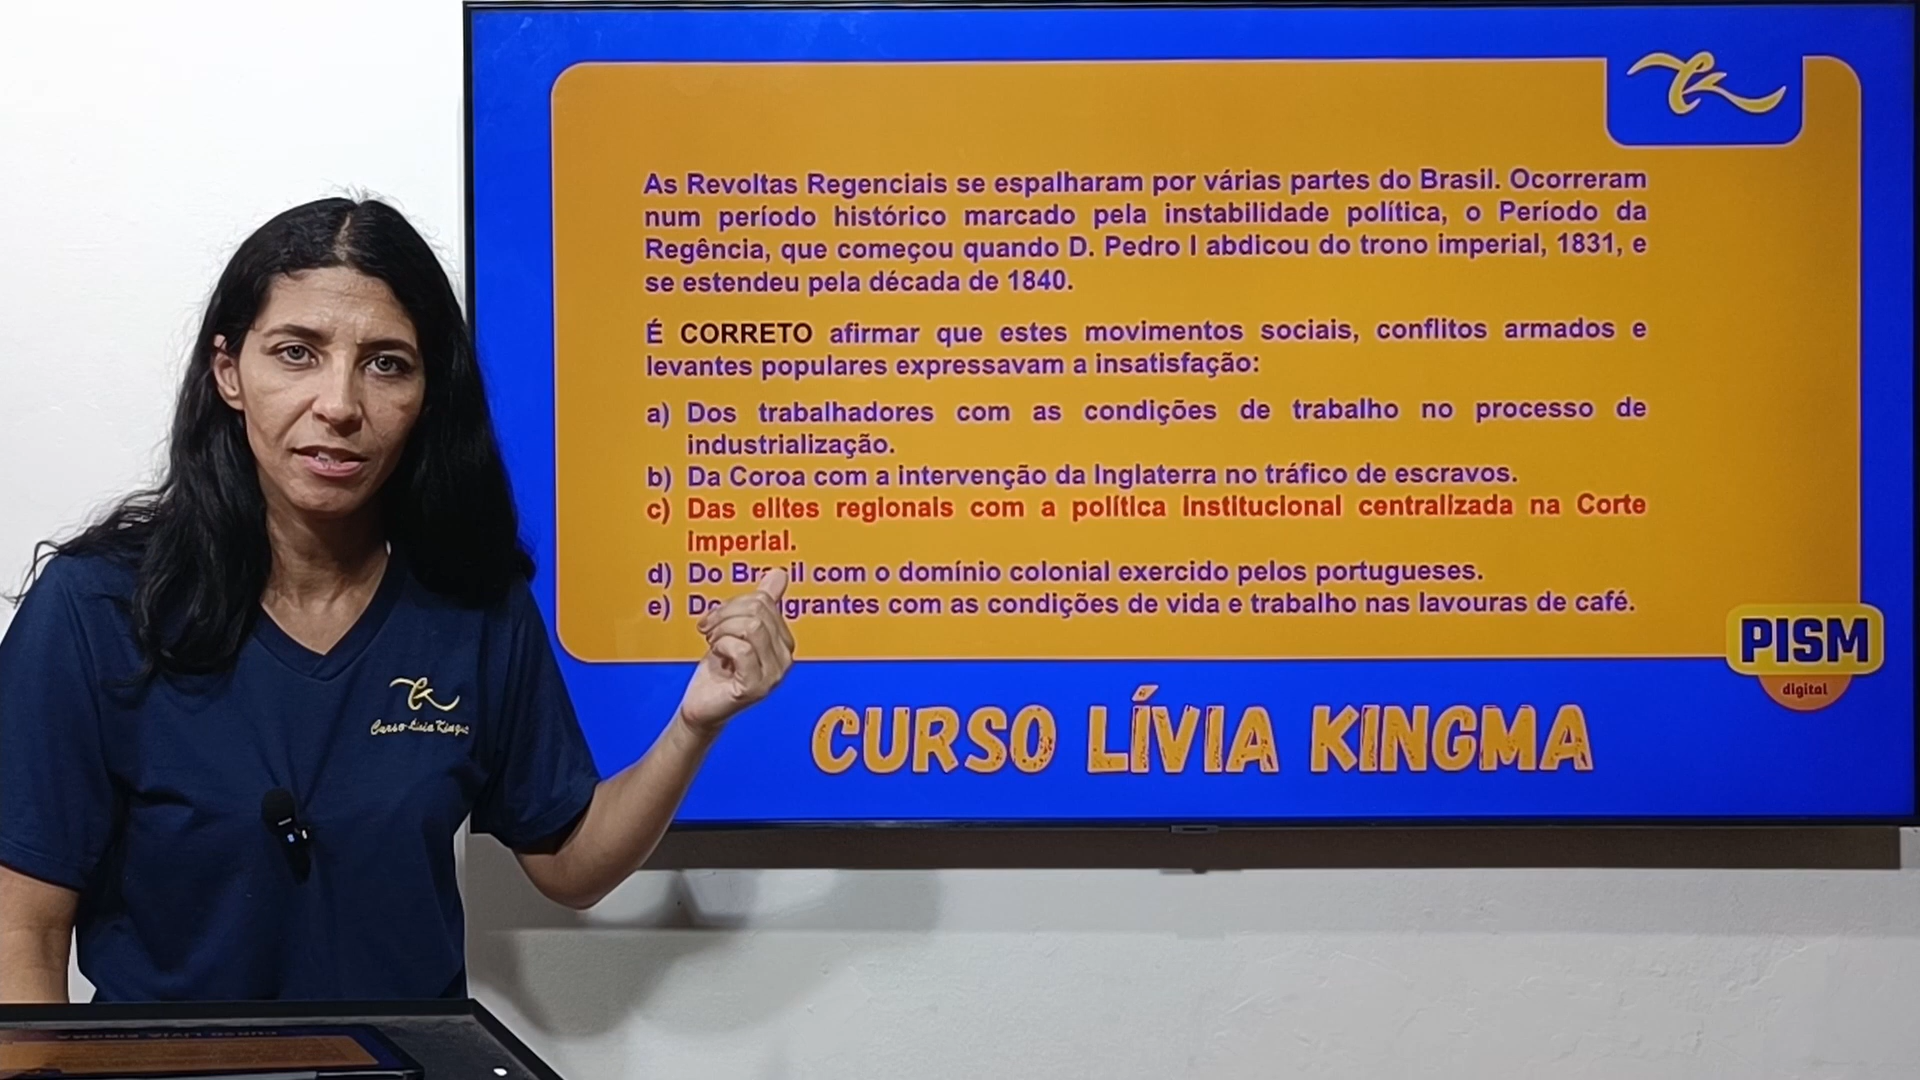 As Revoltas Regenciais se espalharam por várias partes do Brasil. Ocorreram
num período histórico marcado pela instabilidade política, o Período da
Regência, que começou quando D. Pedro I abdicou do trono imperial, 1831, e
se estendeu pela década de 1840.
É CORRETO afirmar que estes movimentos sociais, conflitos armados e
levantes populares expressavam a insatisfação:
a) Dos trabalhadores com as condições de trabalho no processo de
industrialização.
b) Da Coroa com a intervenção da Inglaterra no tráfico de escravos.
c) Das elites regionais com a política institucional centralizada na Corte
imperial.
d) Do Brasil com o domínio colonial exercido pelos portugueses.
e) com as condições de vida e trabalho nas lavouras de café.
PISM
digital
CURSO LÍVIA KINGMA
Curso Lívia Kingma